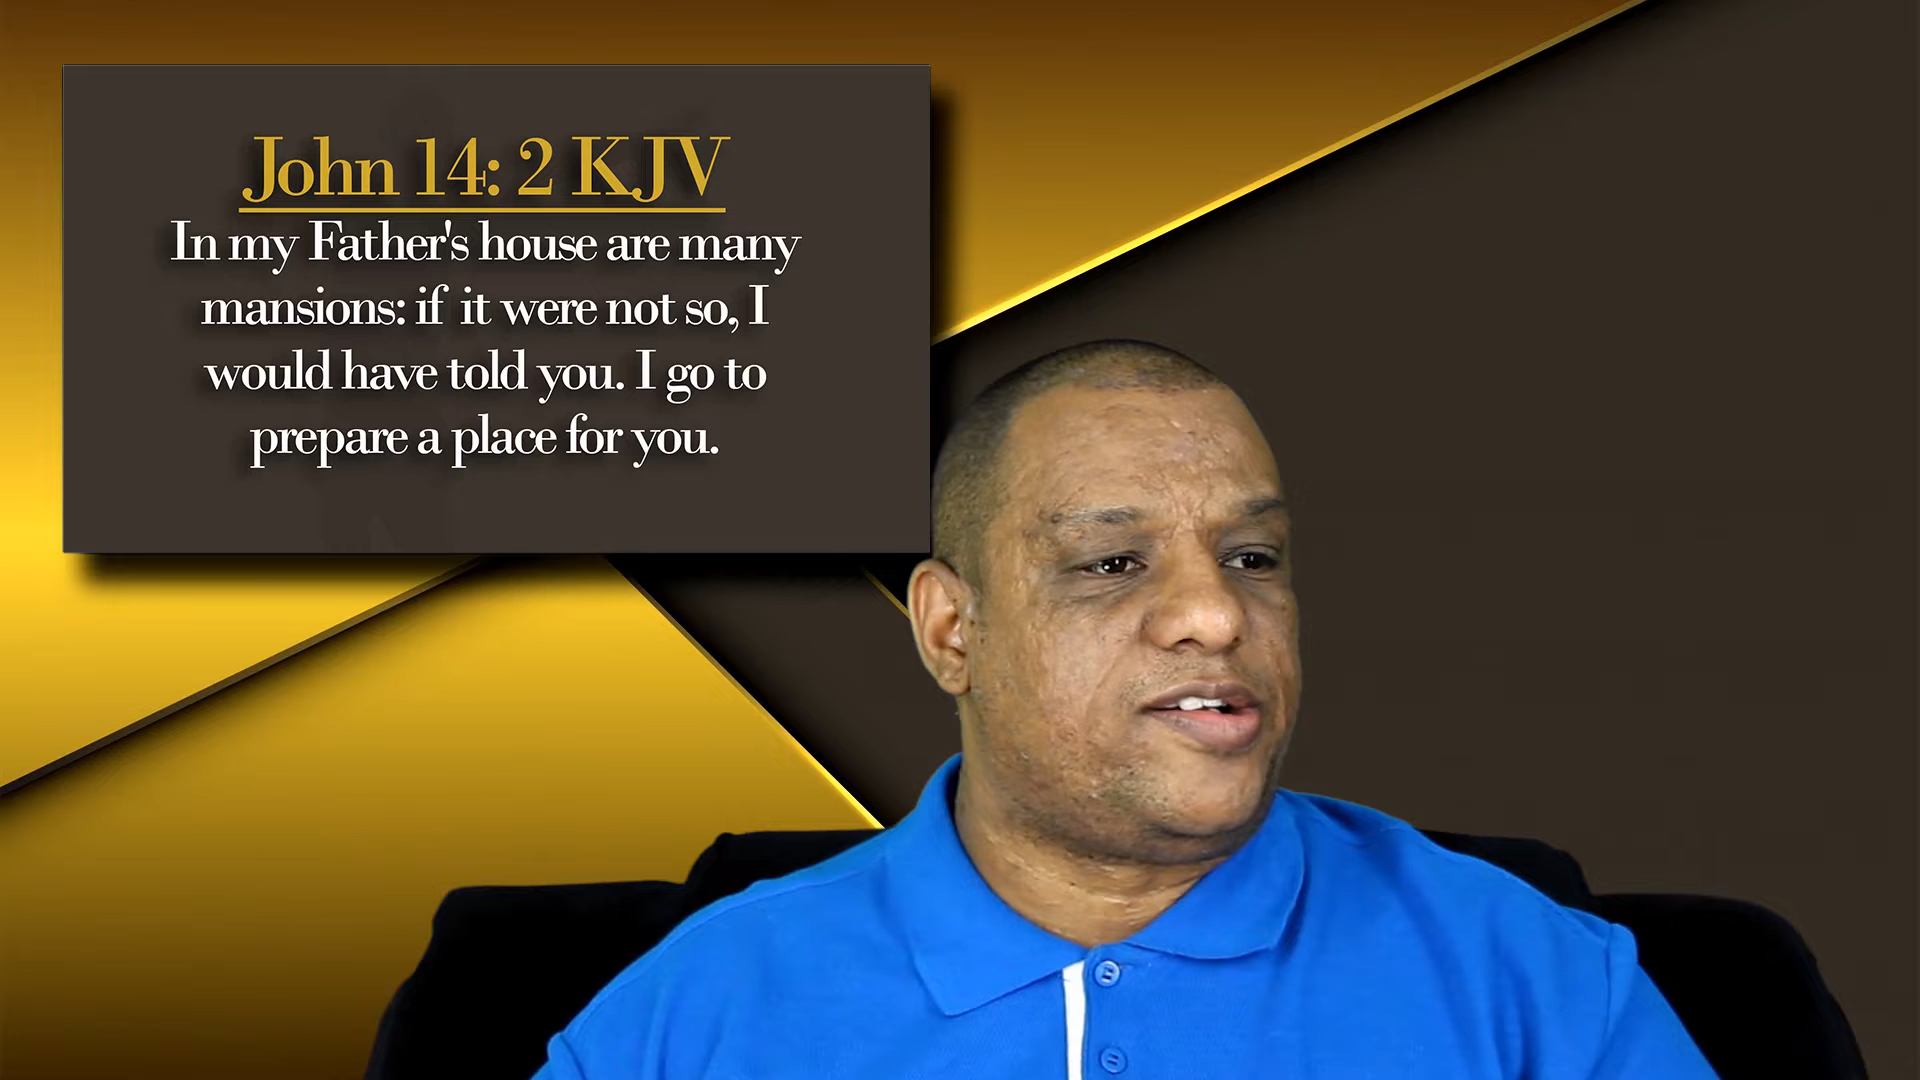 John 14: 2 KJV
In my Father's house are many
mansions: if it were not so, I
would have told you. I go to
prepare a place for you.